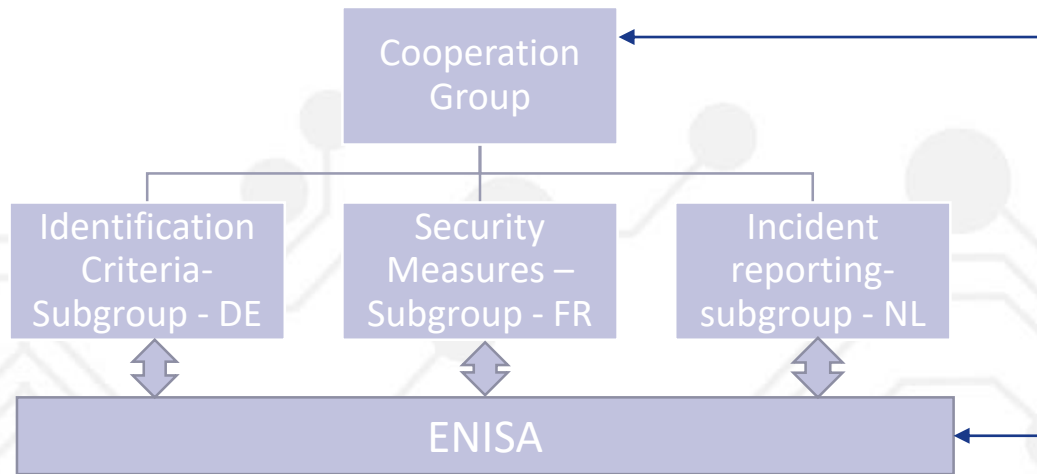 Cooperation
Group
Identification
Criteria-
Subgroup - DE
Security
Measures –
Subgroup - FR
Incident
reporting-
subgroup - NL
ENISA